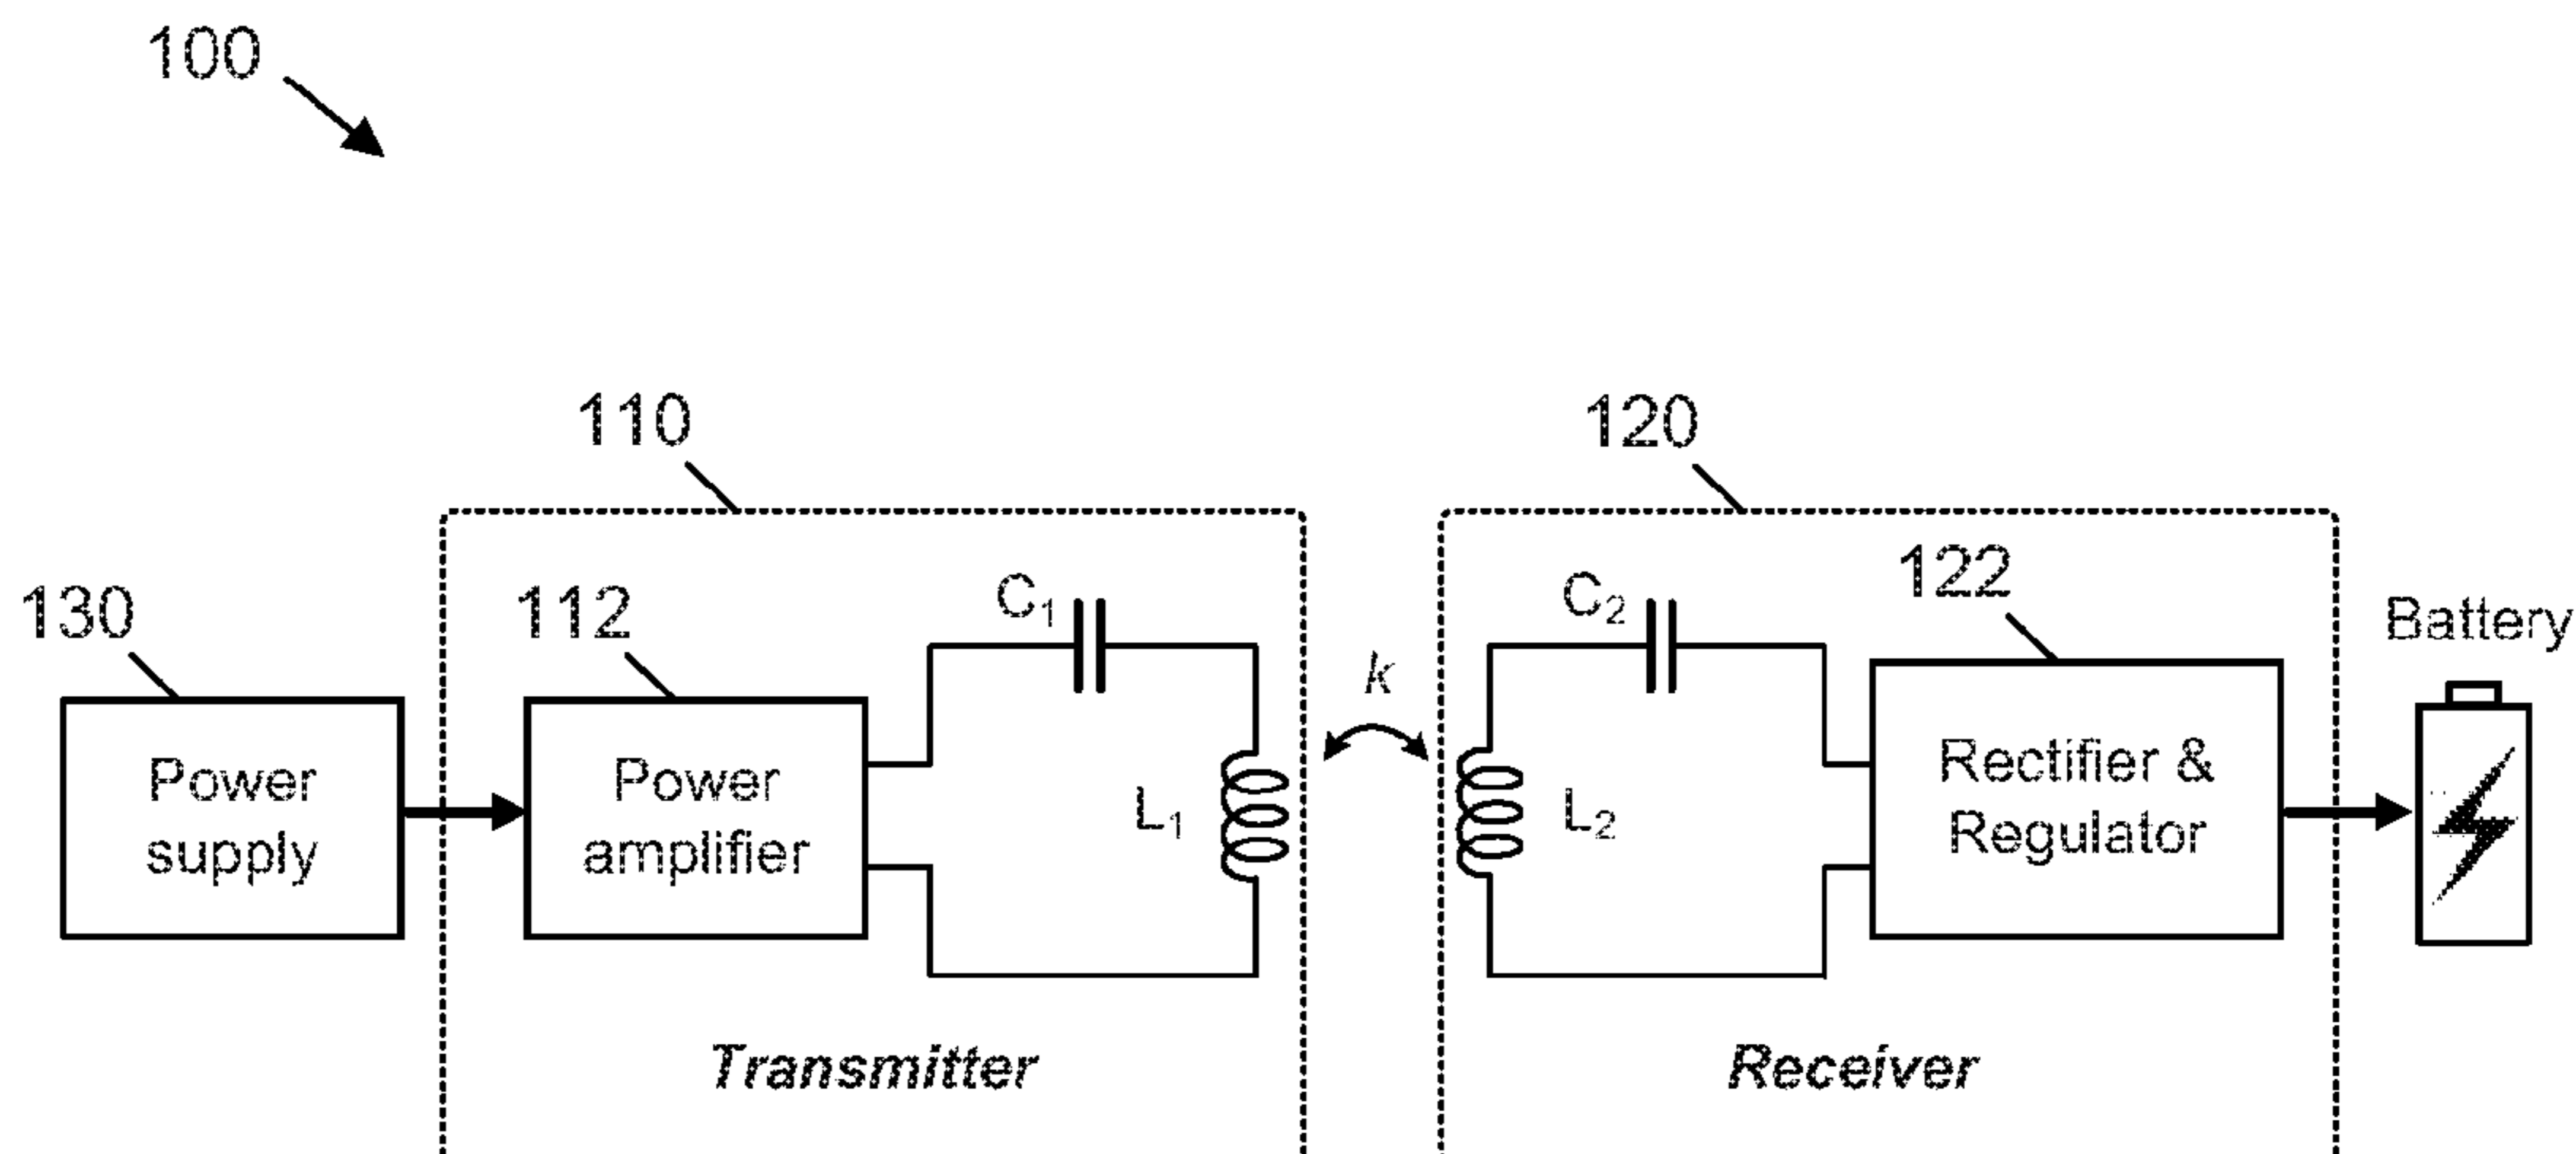 100
110
120
130
112
C₁
k
C₂
122
Battery
Power
supply
Power
amplifier
L₁
L₂
Rectifier &
Regulator
Transmitter
Receiver